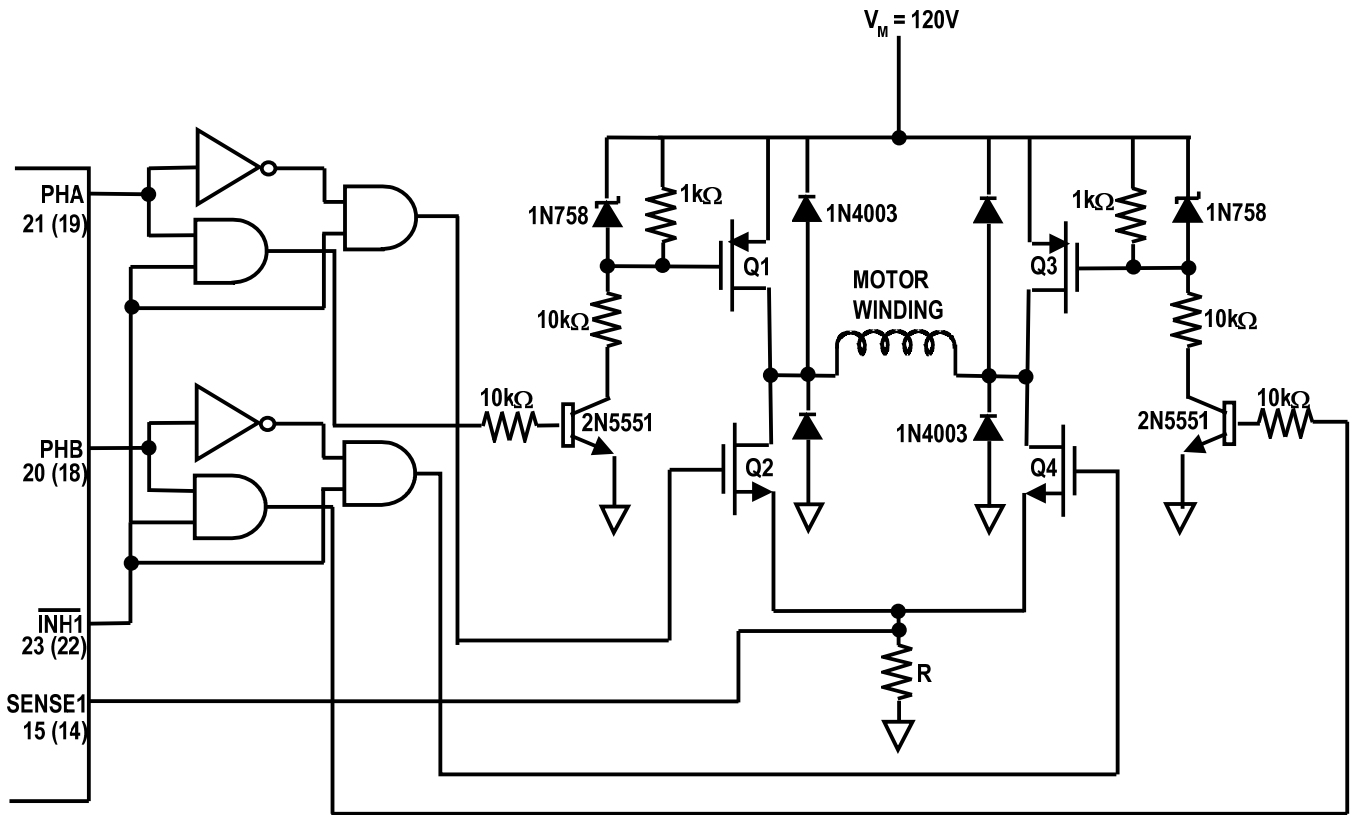 V_M = 120V
PHA
21 (19)
1N758
1kΩ
Q1
1N4003
MOTOR
WINDING
Q3
1kΩ
1N758
10kΩ
10kΩ
10kΩ
2N5551
PHB
20 (18)
Q2
1N4003
Q4
2N5551
10kΩ
INH1
23 (22)
R
SENSE1
15 (14)